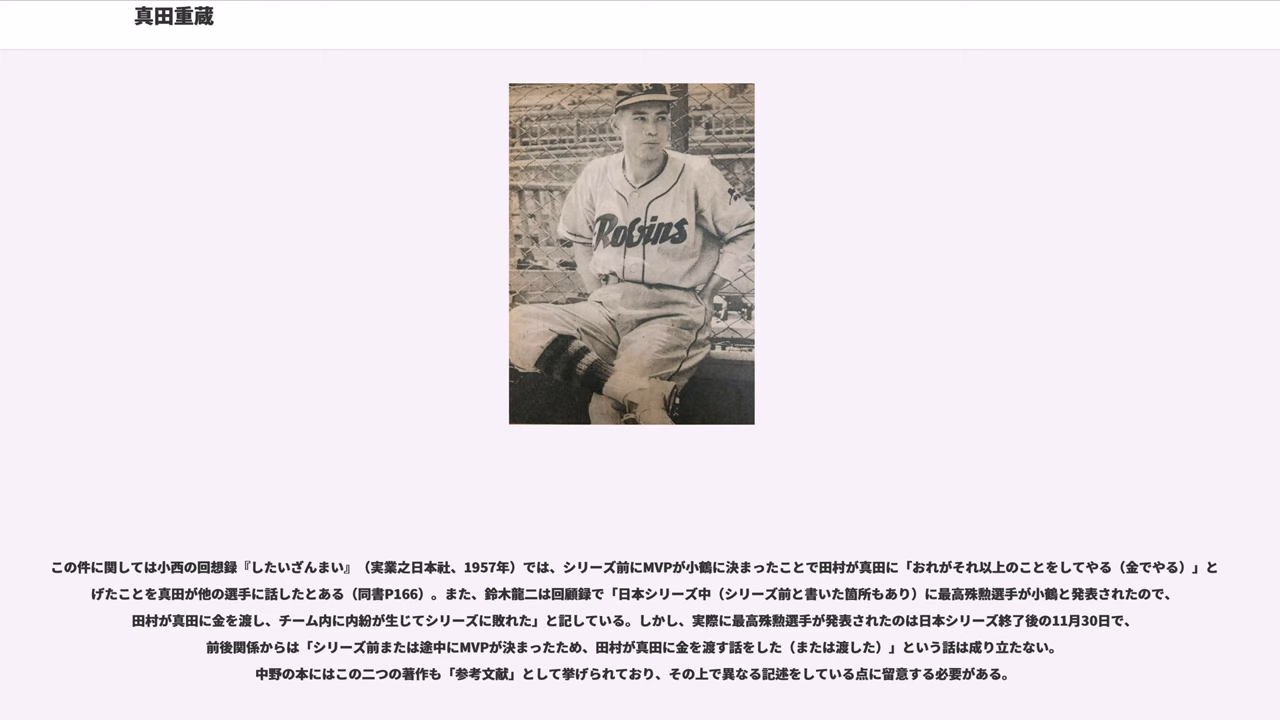 真田重蔵
R
Robins
この件に関しては小西の回想録『したいざんまい』（実業之日本社、1957年）では、シリーズ前にMVPが小鶴に決まったことで田村が真田に「おれがそれ以上のことをしてやる（金でやる）」と
げたことを真田が他の選手に話したとある（同書P166）。また、鈴木龍二は回顧録で「日本シリーズ中（シリーズ前と書いた箇所もあり）に最高殊勲選手が小鶴と発表されたので、
田村が真田に金を渡し、チーム内に内紛が生じてシリーズに敗れた」と記している。しかし、実際に最高殊勲選手が発表されたのは日本シリーズ終了後の11月30日で、
前後関係からは「シリーズ前または途中にMVPが決まったため、田村が真田に金を渡す話をした（または渡した）」という話は成り立たない。
中野の本にはこの二つの著作も「参考文献」として挙げられており、その上で異なる記述をしている点に留意する必要がある。